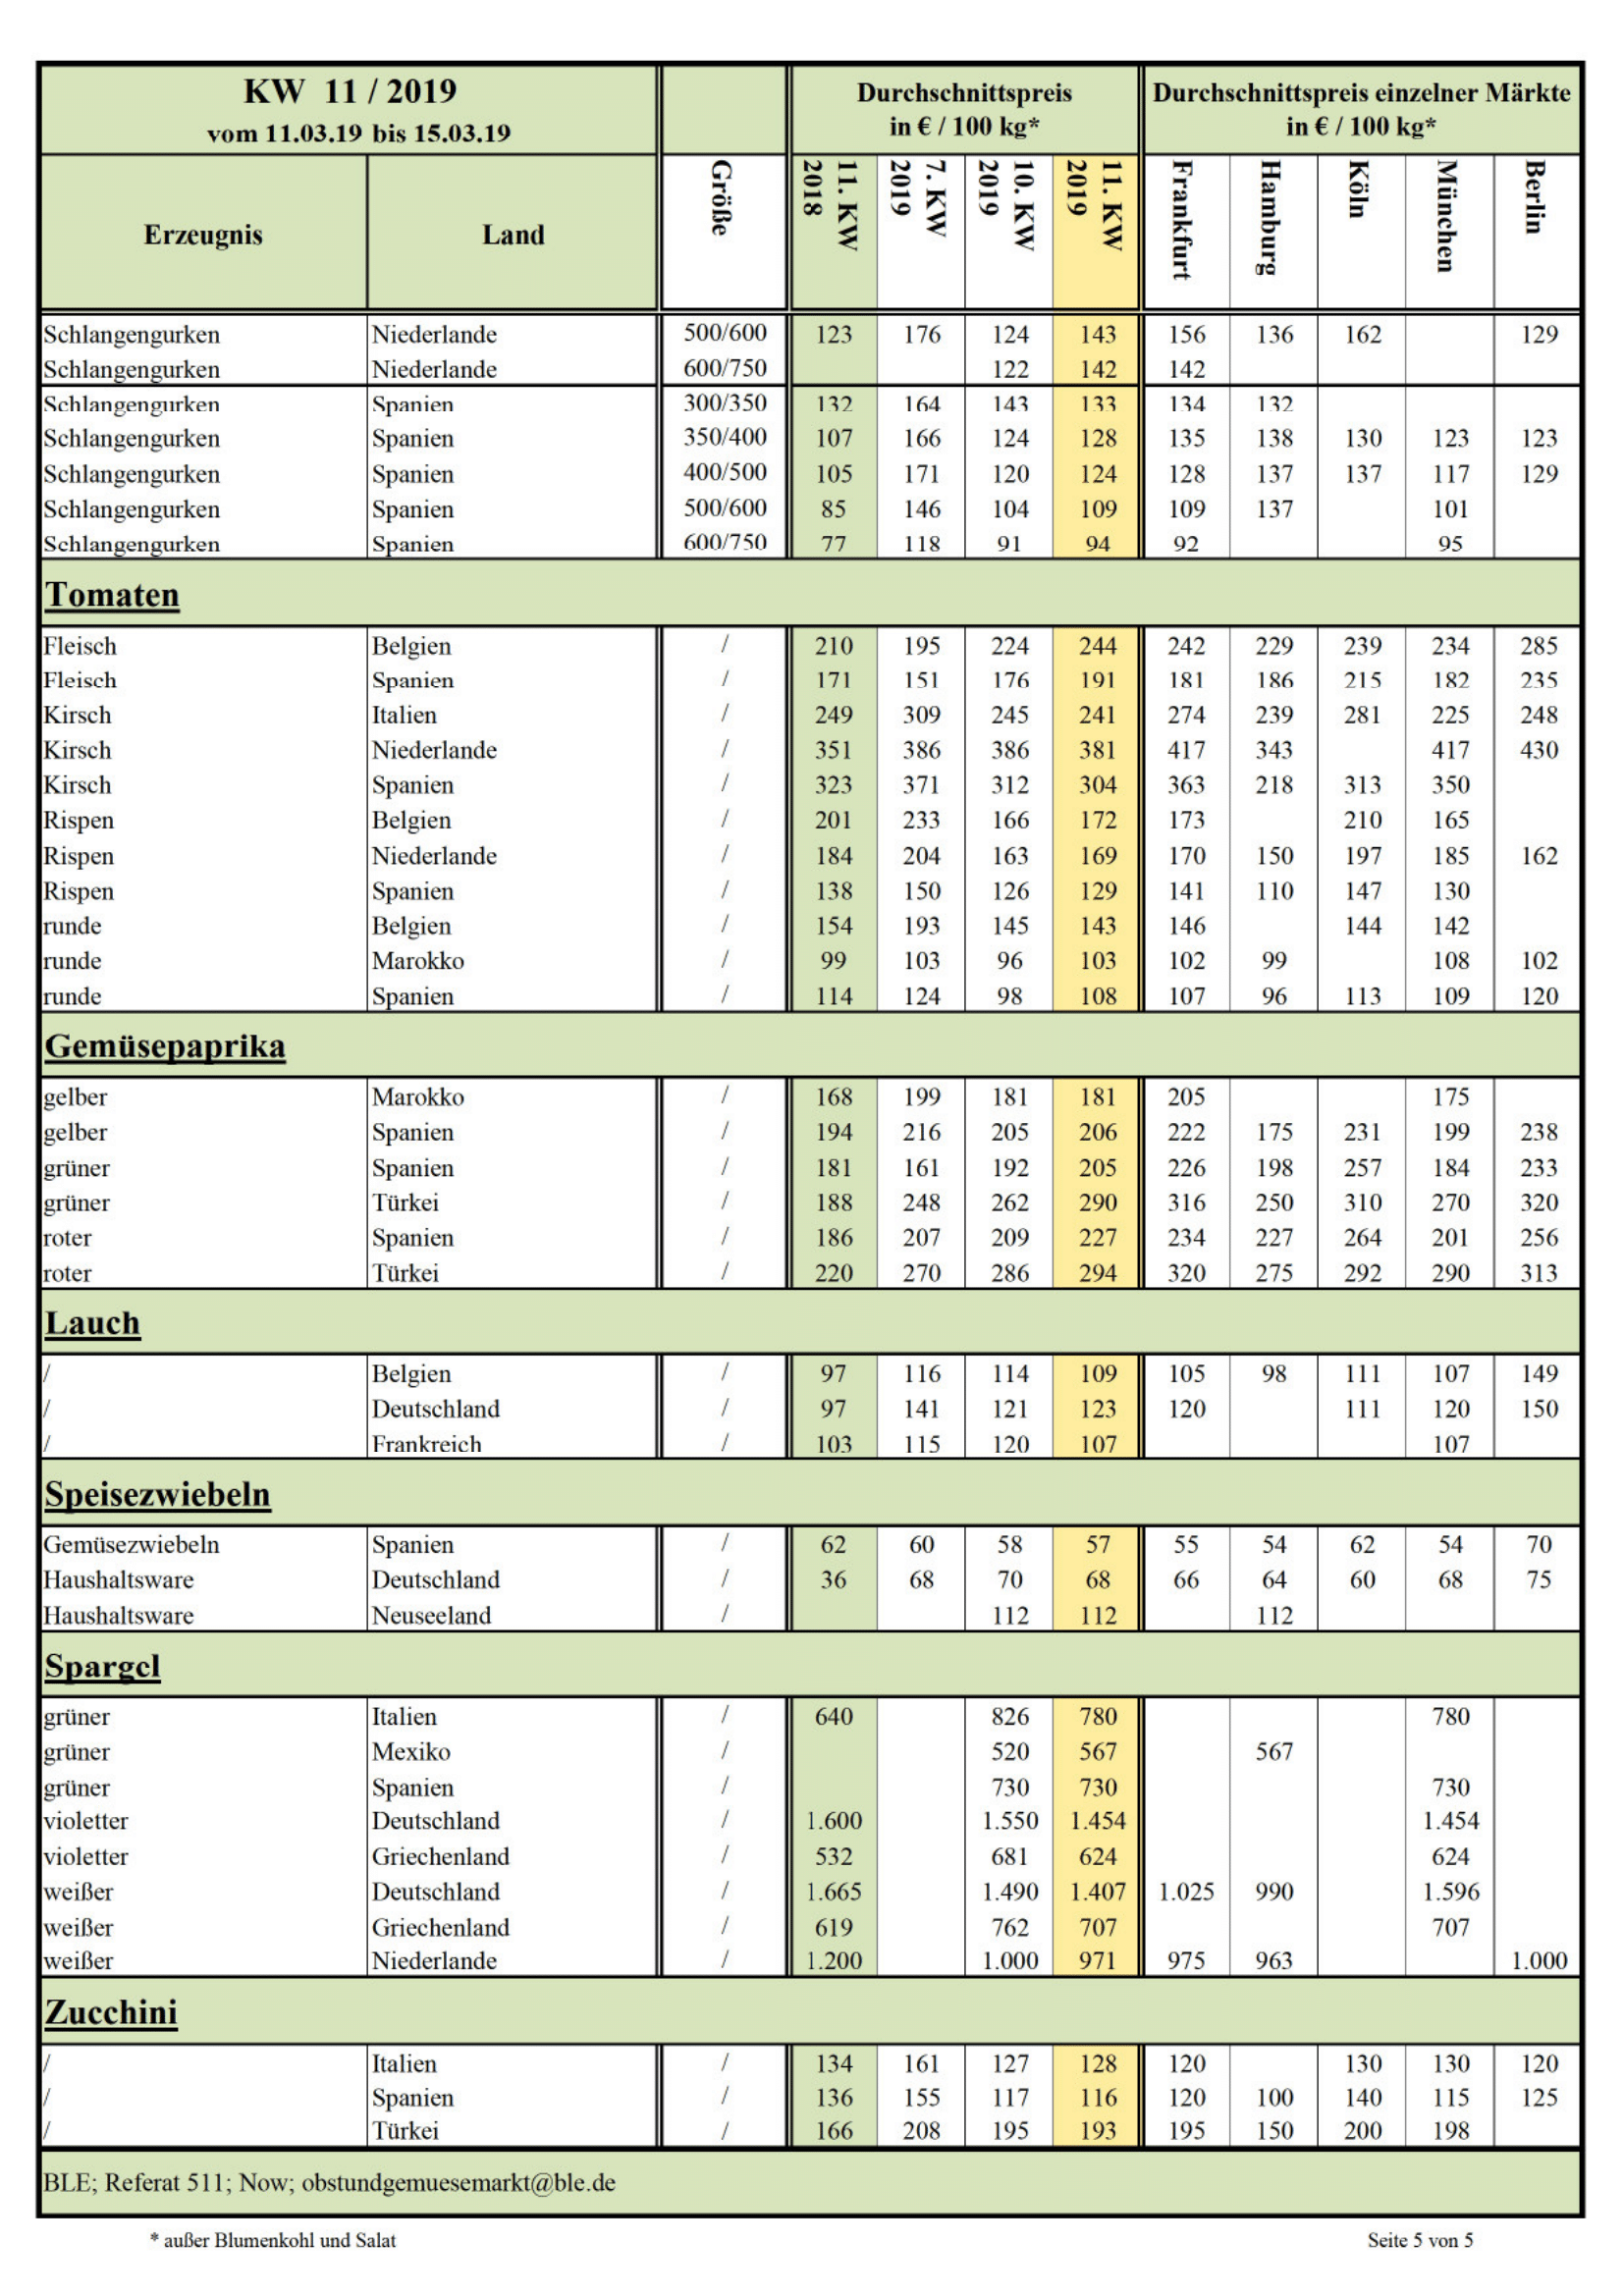 KW 11 / 2019
vom 11.03.19 bis 15.03.19
Durchschnittspreis
in € / 100 kg*
Durchschnittspreis einzelner Märkte
in € / 100 kg*
Erzeugnis Land Größe 11. KW 2018 7. KW 2019 10. KW 2019 11. KW 2019 Frankfurt Hamburg Köln München Berlin
Schlangengurken Niederlande 500/600 123 176 124 143 156 136 162 129
Schlangengurken Niederlande 600/750 122 142 142
Schlangengurken Spanien 300/350 132 164 143 133 134 132
Schlangengurken Spanien 350/400 107 166 124 128 135 138 130 123 123
Schlangengurken Spanien 400/500 105 171 120 124 128 137 137 117 129
Schlangengurken Spanien 500/600 85 146 104 109 109 137 101
Schlangengurken Spanien 600/750 77 118 91 94 92 95
Tomaten
Fleisch Belgien / 210 195 224 244 242 229 239 234 285
Fleisch Spanien / 171 151 176 191 181 186 215 182 235
Kirsch Italien / 249 309 245 241 274 239 281 225 248
Kirsch Niederlande / 351 386 386 381 417 343 417 430
Kirsch Spanien / 323 371 312 304 363 218 313 350
Rispen Belgien / 201 233 166 172 173 210 165
Rispen Niederlande / 184 204 163 169 170 150 197 185 162
Rispen Spanien / 138 150 126 129 141 110 147 130
runde Belgien / 154 193 145 143 146 144 142
runde Marokko / 99 103 96 103 102 99 108 102
runde Spanien / 114 124 98 108 107 96 113 109 120
Gemüsepaprika
gelber Marokko / 168 199 181 181 205 175
gelber Spanien / 194 216 205 206 222 175 231 199 238
grüner Spanien / 181 161 192 205 226 198 257 184 233
grüner Türkei / 188 248 262 290 316 250 310 270 320
roter Spanien / 186 207 209 227 234 227 264 201 256
roter Türkei / 220 270 286 294 320 275 292 290 313
Lauch
/ Belgien / 97 116 114 109 105 98 111 107 149
/ Deutschland / 97 141 121 123 120 111 120 150
/ Frankreich / 103 115 120 107 107
Speisezwiebeln
Gemüsezwiebeln Spanien / 62 60 58 57 55 54 62 54 70
Haushaltsware Deutschland / 36 68 70 68 66 64 60 68 75
Haushaltsware Neuseeland / 112 112 112
Spargel
grüner Italien / 640 826 780 780
grüner Mexiko / 520 567 567
grüner Spanien / 730 730 730
violetter Deutschland / 1.600 1.550 1.454 1.454
violetter Griechenland / 532 681 624 624
weißer Deutschland / 1.665 1.490 1.407 1.025 990 1.596
weißer Griechenland / 619 762 707 707
weißer Niederlande / 1.200 1.000 971 975 963 1.000
Zucchini
/ Italien / 134 161 127 128 120 130 130 120
/ Spanien / 136 155 117 116 120 100 140 115 125
/ Türkei / 166 208 195 193 195 150 200 198
BLE; Referat 511; Now; obstundgemuesemarkt@ble.de
* außer Blumenkohl und Salat
Seite 5 von 5